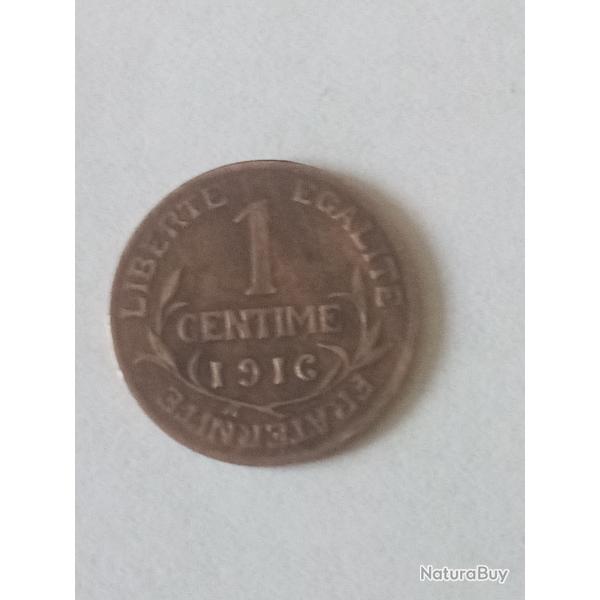 LIBERTE EGALITE
1
CENTIME
1916
FRATERNITE
NaturaBuy